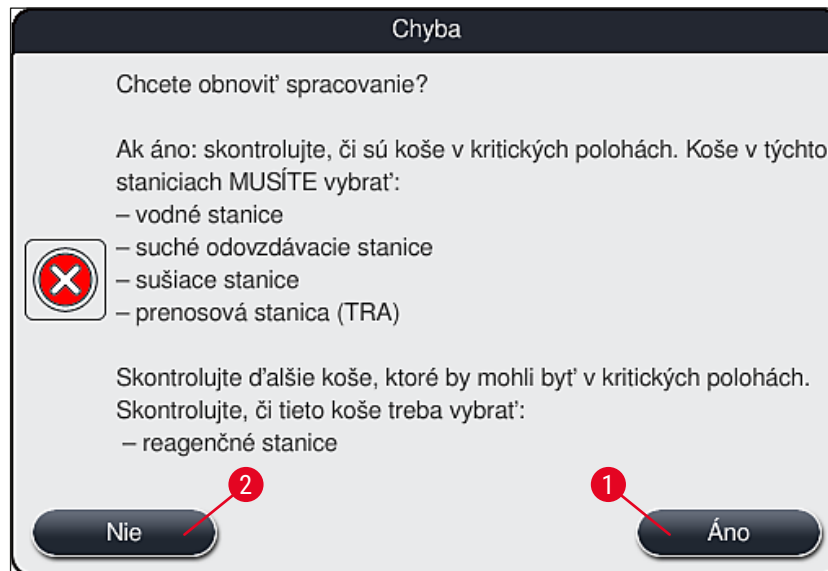 Chyba
Chcete obnoviť spracovanie?
Ak áno: skontrolujte, či sú koše v kritických polohách. Koše v týchto
staniciach MUSÍTE vybrať:
– vodné stanice
– suché odovzdávacie stanice
– sušiace stanice
– prenosová stanica (TRA)
Skontrolujte ďalšie koše, ktoré by mohli byť v kritických polohách.
Skontrolujte, či tieto koše treba vybrať:
– reagenčné stanice
2
1
Nie
Áno